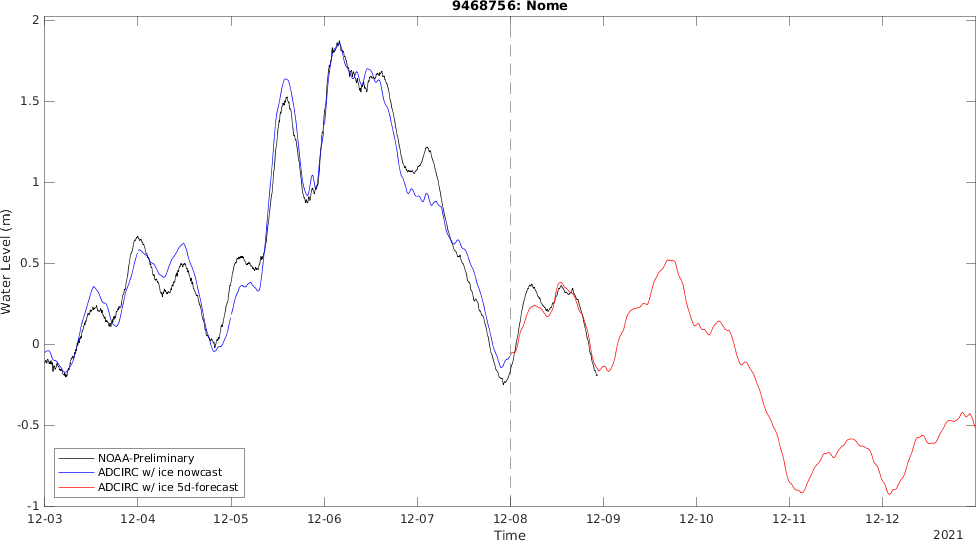 9468756: Nome
2
1.5
1
0.5
0
-0.5
-1
Water Level (m)
NOAA-Preliminary
ADCIRC w/ ice nowcast
ADCIRC w/ ice 5d-forecast
12-03 12-04 12-05 12-06 12-07 12-08 12-09 12-10 12-11 12-12
Time
2021